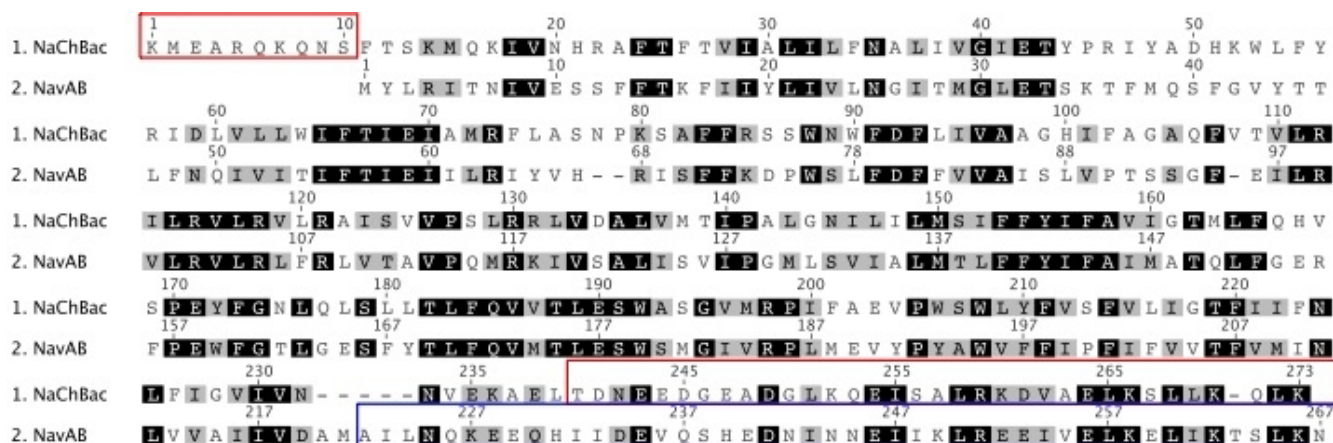 1 10 20 30 40 50
1. NaChBac K M E A R Q K Q N S F T S K M Q K I V N H R A F T F T V I A L I L F N A L I V G I E T Y P R I Y A D H K W L F Y
1 10 20 30 40
2. NavAB M Y L R I T N I V E S S F F T K F I I Y L I V L N G I T M G L E T S K T F M Q S F G V Y T T
60 70 80 90 100 110
1. NaChBac R I D L V L L W I F T I E I A M R F L A S N P K S A F F R S S W N W F D F L I V A A G H I F A G A Q F V T V L R
50 60 68 78 88 97
2. NavAB L F N Q I V I T I F T I E I I L R I Y V H - - R I S F F K D P W S L F D F F V V A I S L V P T S S G F - E I L R
120 130 140 150 160
1. NaChBac I L R V L R V L R A I S V V P S L R R L V D A L V M T I P A L G N I L I L M S I F F Y I F A V I G T M L F Q H V
107 117 127 137 147
2. NavAB V L R V L R L F R L V T A V P Q M R K I V S A L I S V I P G M L S V I A L M T L F F Y I F A I M A T Q L F G E R
170 180 190 200 210 220
1. NaChBac S P E Y F G N L Q L S L L T L F Q V V T L E S W A S G V M R P I F A E V P W S W L Y F V S F V L I G T F I I F N
157 167 177 187 197 207
2. NavAB F P E W F G T L G E S F Y T L F Q V M T L E S W S M G I V R P L M E V Y P Y A W V F F I P F I F V V T F V M I N
230 235 245 255 265 273
1. NaChBac L F I G V I V N - - - - - N V E K A E L T D N E E D G E A D G L K Q E I S A L R K D V A E L K S L L K - Q L K
217 227 237 247 257 267
2. NavAB L V V A I I V D A M A I L N Q K E E Q H I I D E V Q S H E D N I N N E I I K L R E E I V E L K E L I K T S L K N